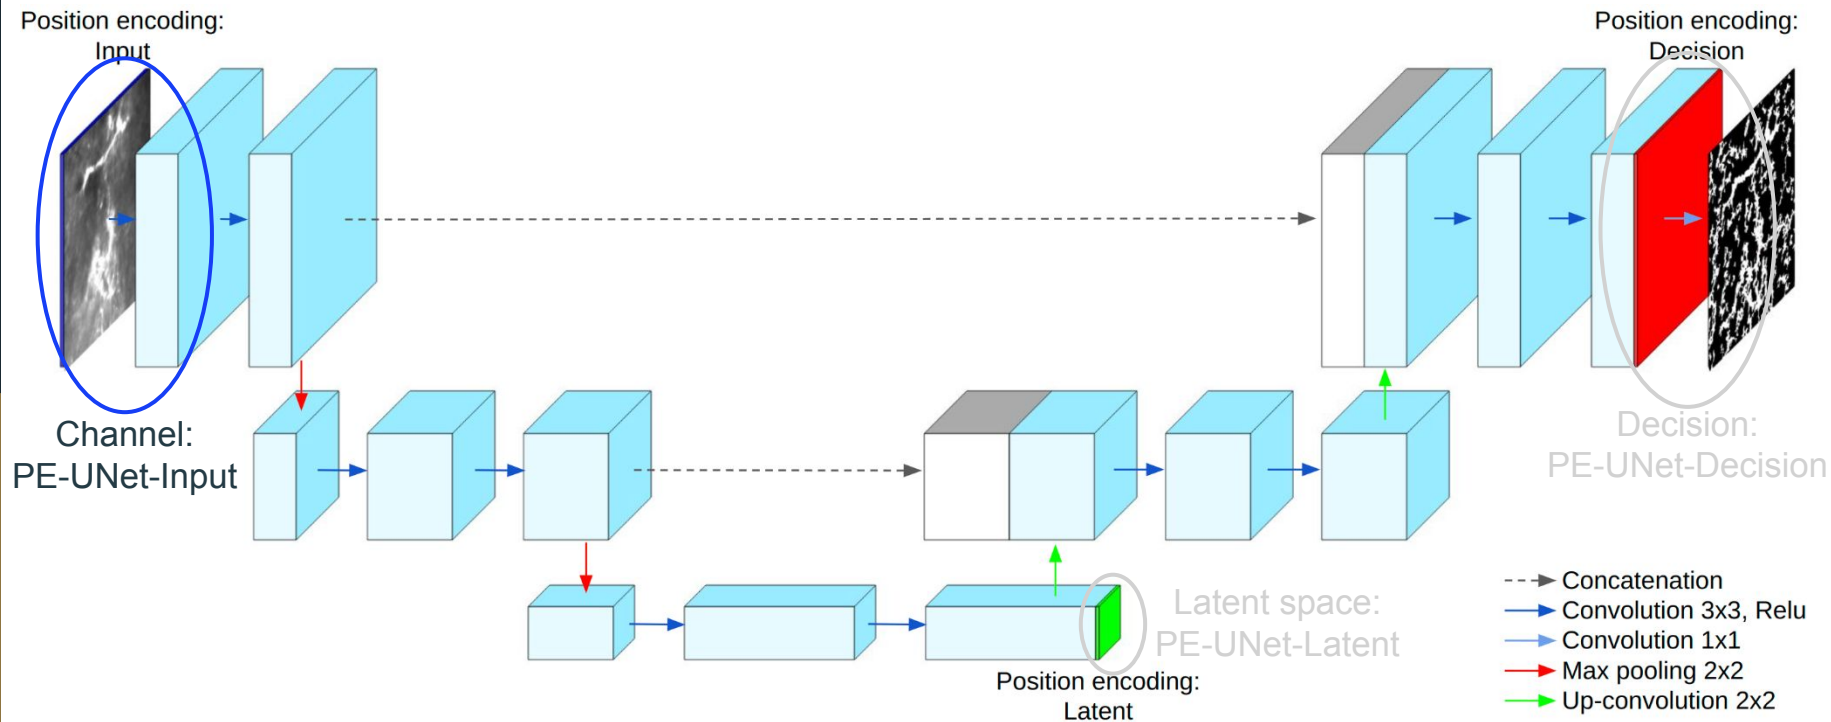 Position encoding:
Input
Position encoding:
Decision
Channel:
PE-UNet-Input
Decision:
PE-UNet-Decision
Latent space:
PE-UNet-Latent
Position encoding:
Latent
Concatenation
Convolution 3x3, Relu
Convolution 1x1
Max pooling 2x2
Up-convolution 2x2